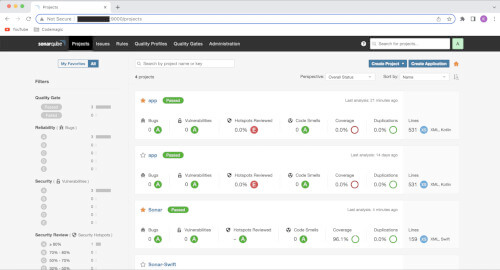 Projects
Not Secure
9000/projects
YouTube Codemagic
sonarqube Projects Issues Rules Quality Profiles Quality Gates Administration Search for projects... A
My Favorites All
Search by project name or key
Create Project Create Application
4 projects
Perspective: Overall Status Sort by: Name
Filters
Quality Gate
Passed
Failed
Reliability ( Bugs )
Security ( Vulnerabilities )
Security Review ( Security Hotspots )
≥ 80%
70% - 80%
50% - 70%
30% - 50%
app Passed Last analysis: 21 minutes ago
Bugs Vulnerabilities Hotspots Reviewed Code Smells Coverage Duplications Lines
0 A 0 A 0.0% E 0 A 0.0% 0.0% 531 XS XML, Kotlin
app Passed Last analysis: 14 days ago
Bugs Vulnerabilities Hotspots Reviewed Code Smells Coverage Duplications Lines
0 A 0 A 0.0% E 0 A 0.0% 0.0% 531 XS XML, Kotlin
Sonar Passed Last analysis: 5 minutes ago
Bugs Vulnerabilities Hotspots Reviewed Code Smells Coverage Duplications Lines
0 A 0 A - A 0 A 96.1% 0.0% 159 XS XML, Swift
Sonar-Swift